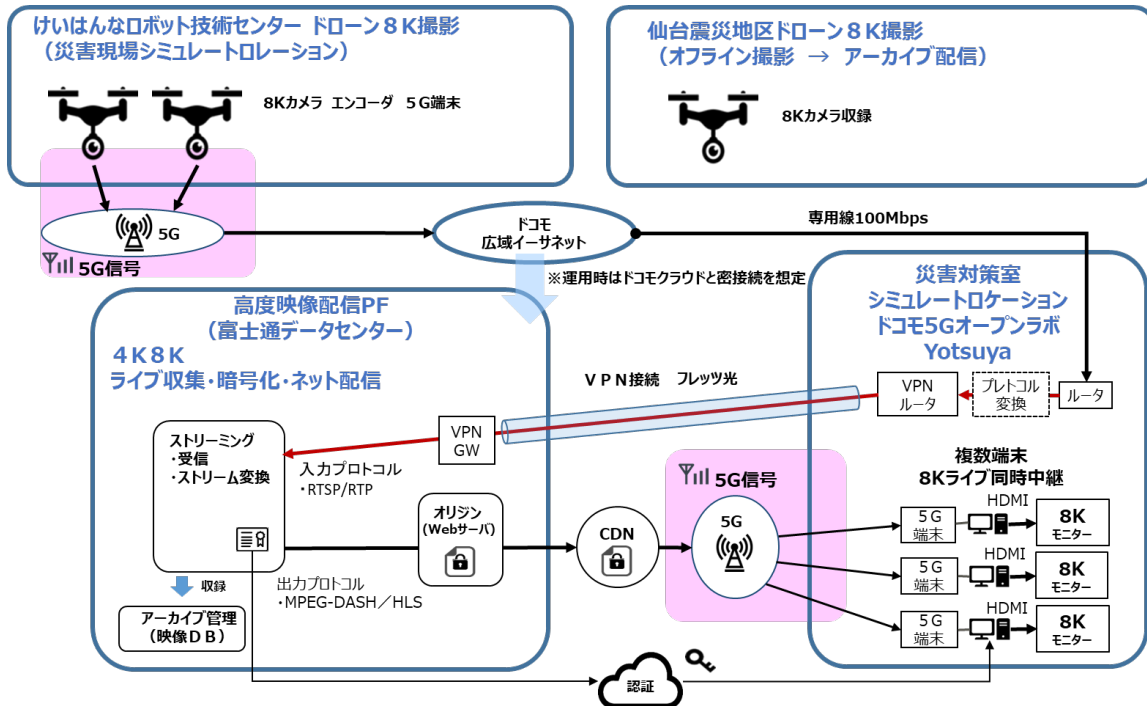 けいはんなロボット技術センター ドローン8K撮影
(災害現場シミュレートロレーション)
8Kカメラ エンコーダ 5G端末
5G
5G信号
仙台震災地区ドローン8K撮影
(オフライン撮影 → アーカイブ配信)
8Kカメラ収録
ドコモ
広域イーサネット
専用線100Mbps
※運用時はドコモクラウドと密接続を想定
高度映像配信PF
(富士通データセンター)
4K8K
ライブ収集・暗号化・ネット配信
ストリーミング
・受信
・ストリーム変換
入力プロトコル
・RTSP/RTP
VPN
GW
VPN接続 フレッツ光
オリジン
(Webサーバ)
収録
アーカイブ管理
(映像DB)
出力プロトコル
・MPEG-DASH/HLS
CDN
5G信号
5G
認証
災害対策室
シミュレートロケーション
ドコモ5Gオープンラボ
Yotsuya
VPN
ルータ
プレトコル
変換
ルータ
複数端末
8Kライブ同時中継
5G
端末
HDMI
8K
モニター
5G
端末
HDMI
8K
モニター
5G
端末
HDMI
8K
モニター